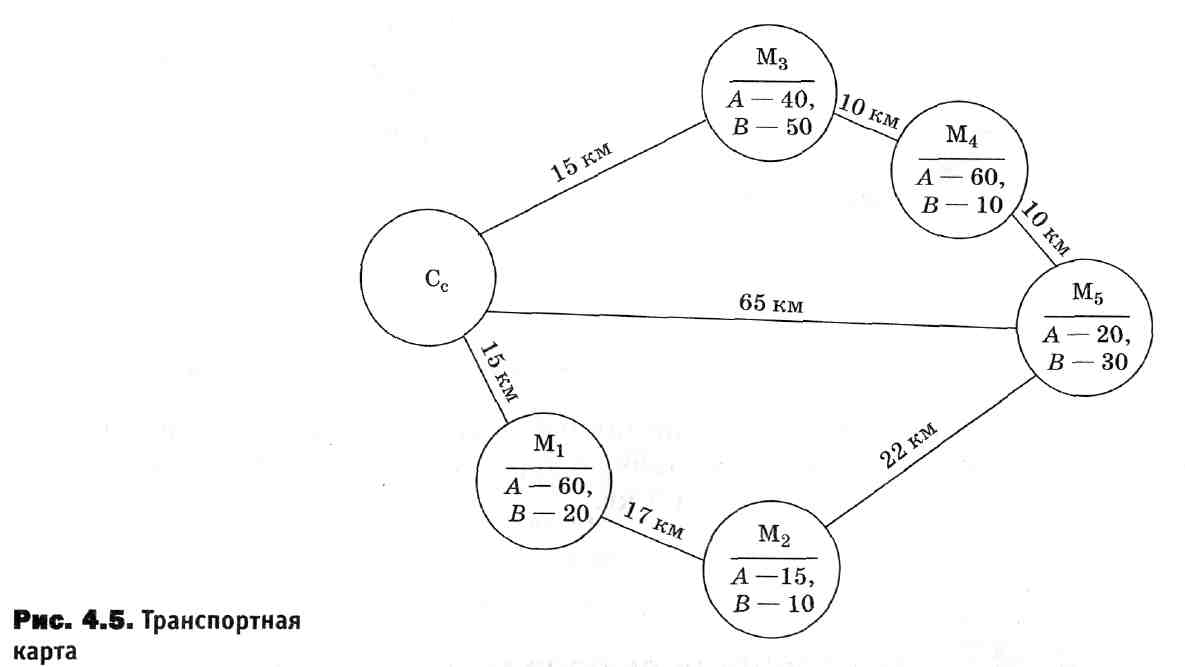 M₃
A — 40,
B — 50
10 км
M₄
A — 60,
B — 10
15 км
10 км
Cc
65 км
M₅
A — 20,
B — 30
15 км
22 км
M₁
A — 60,
B — 20
17 км
M₂
A —15,
B — 10
Рис. 4.5. Транспортная
карта